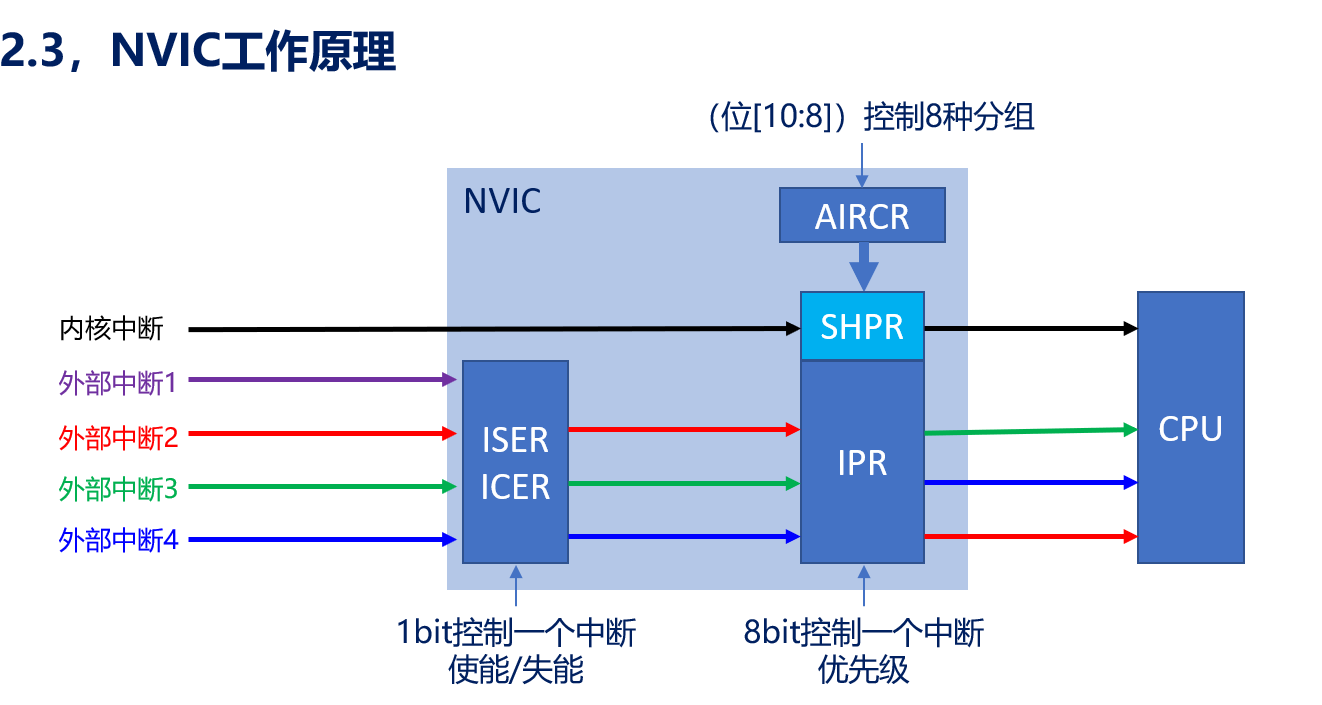 2.3，NVIC工作原理
（位[10:8]）控制8种分组
NVIC
AIRCR
内核中断
SHPR
外部中断1
外部中断2
ISER
ICER
IPR
CPU
外部中断3
外部中断4
1bit控制一个中断
使能/失能
8bit控制一个中断
优先级